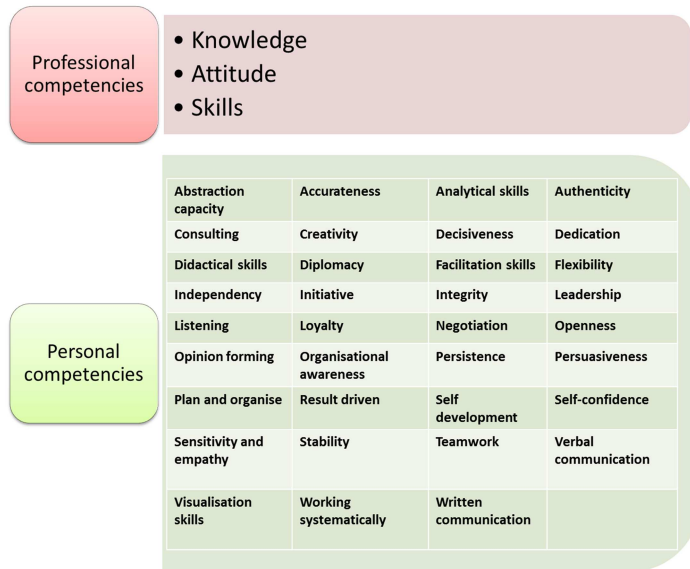 Professional
competencies
• Knowledge
• Attitude
• Skills
Personal
competencies
Abstraction
capacity
Accurateness
Analytical skills
Authenticity
Consulting
Creativity
Decisiveness
Dedication
Didactical skills
Diplomacy
Facilitation skills
Flexibility
Independency
Initiative
Integrity
Leadership
Listening
Loyalty
Negotiation
Openness
Opinion forming
Organisational
awareness
Persistence
Persuasiveness
Plan and organise
Result driven
Self
development
Self-confidence
Sensitivity and
empathy
Stability
Teamwork
Verbal
communication
Visualisation
skills
Working
systematically
Written
communication